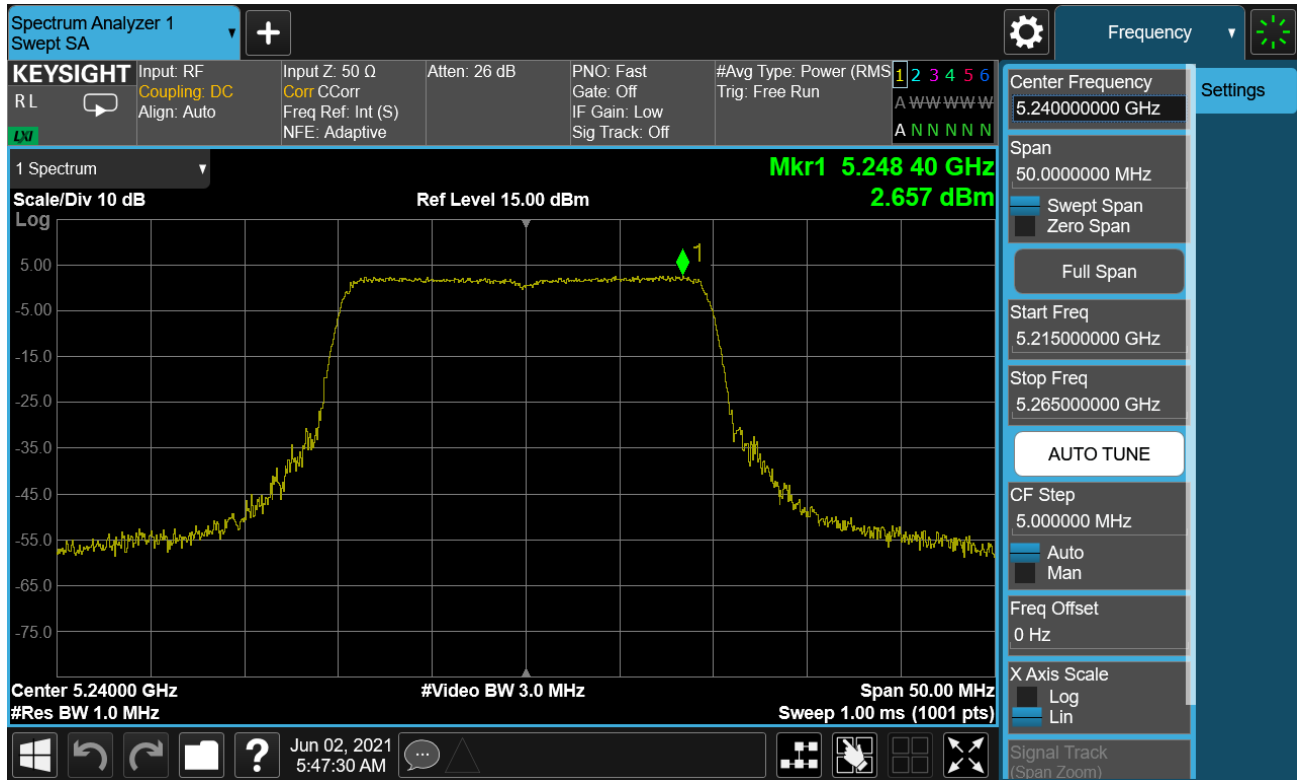 Spectrum Analyzer 1
Swept SA
+
Frequency
KEYSIGHT
RL
LXI
Input: RF
Coupling: DC
Align: Auto
Input Z: 50 Ω
Corr CCorr
Freq Ref: Int (S)
NFE: Adaptive
Atten: 26 dB
PNO: Fast
Gate: Off
IF Gain: Low
Sig Track: Off
#Avg Type: Power (RMS
Trig: Free Run
1 2 3 4 5 6
A W W W W W
A N N N N N
1 Spectrum
Scale/Div 10 dB
Log
Ref Level 15.00 dBm
Mkr1 5.248 40 GHz
2.657 dBm
1
5.00
-5.00
-15.0
-25.0
-35.0
-45.0
-55.0
-65.0
-75.0
Center 5.24000 GHz
#Res BW 1.0 MHz
#Video BW 3.0 MHz
Span 50.00 MHz
Sweep 1.00 ms (1001 pts)
Center Frequency
5.240000000 GHz
Settings
Span
50.0000000 MHz
Swept Span
Zero Span
Full Span
Start Freq
5.215000000 GHz
Stop Freq
5.265000000 GHz
AUTO TUNE
CF Step
5.000000 MHz
Auto
Man
Freq Offset
0 Hz
X Axis Scale
Log
Lin
Signal Track
(Span Zoom)
?
Jun 02, 2021
5:47:30 AM